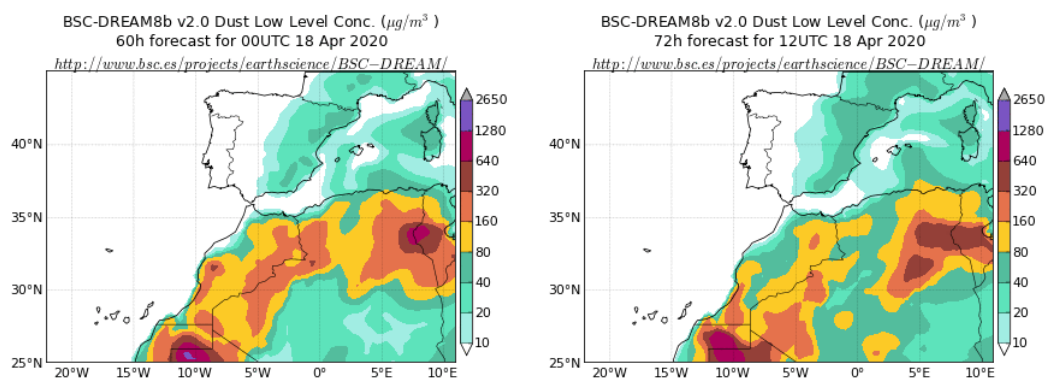 BSC-DREAM8b v2.0 Dust Low Level Conc. (μg/m³ )
60h forecast for 00UTC 18 Apr 2020
http://www.bsc.es/projects/earthscience/BSC−DREAM/
40°N
35°N
30°N
25°N
20°W 15°W 10°W 5°W 0° 5°E 10°E
2650
1280
640
320
160
80
40
20
10
BSC-DREAM8b v2.0 Dust Low Level Conc. (μg/m³ )
72h forecast for 12UTC 18 Apr 2020
http://www.bsc.es/projects/earthscience/BSC−DREAM/
40°N
35°N
30°N
25°N
20°W 15°W 10°W 5°W 0° 5°E 10°E
2650
1280
640
320
160
80
40
20
10